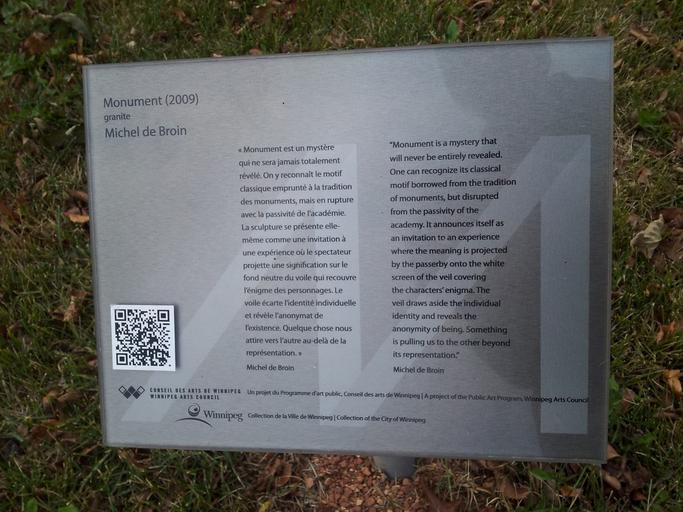 Monument (2009)
granite
Michel de Broin
« Monument est un mystère
qui ne sera jamais totalement
révélé. On y reconnaît le motif
classique emprunté à la tradition
des monuments, mais en rupture
avec la passivité de l'académie.
La sculpture se présente elle-
même comme une invitation à
une expérience où le spectateur
projette une signification sur le
fond neutre du voile qui recouvre
l'énigme des personnages. Le
voile écarte l'identité individuelle
et révèle l'anonymat de
l'existence. Quelque chose nous
attire vers l'autre au-delà de la
représentation. »
Michel de Broin
"Monument is a mystery that
will never be entirely revealed.
One can recognize its classical
motif borrowed from the tradition
of monuments, but disrupted
from the passivity of the
academy. It announces itself as
an invitation to an experience
where the meaning is projected
by the passerby onto the white
screen of the veil covering
the characters' enigma. The
veil draws aside the individual
identity and reveals the
anonymity of being. Something
is pulling us to the other beyond
its representation."
Michel de Broin
CONSEIL DES ARTS DE WINNIPEG
WINNIPEG ARTS COUNCIL
Un projet du Programme d'art public, Conseil des arts de Winnipeg | A project of the Public Art Program, Winnipeg Arts Council
Winnipeg
Collection de la Ville de Winnipeg | Collection of the City of Winnipeg